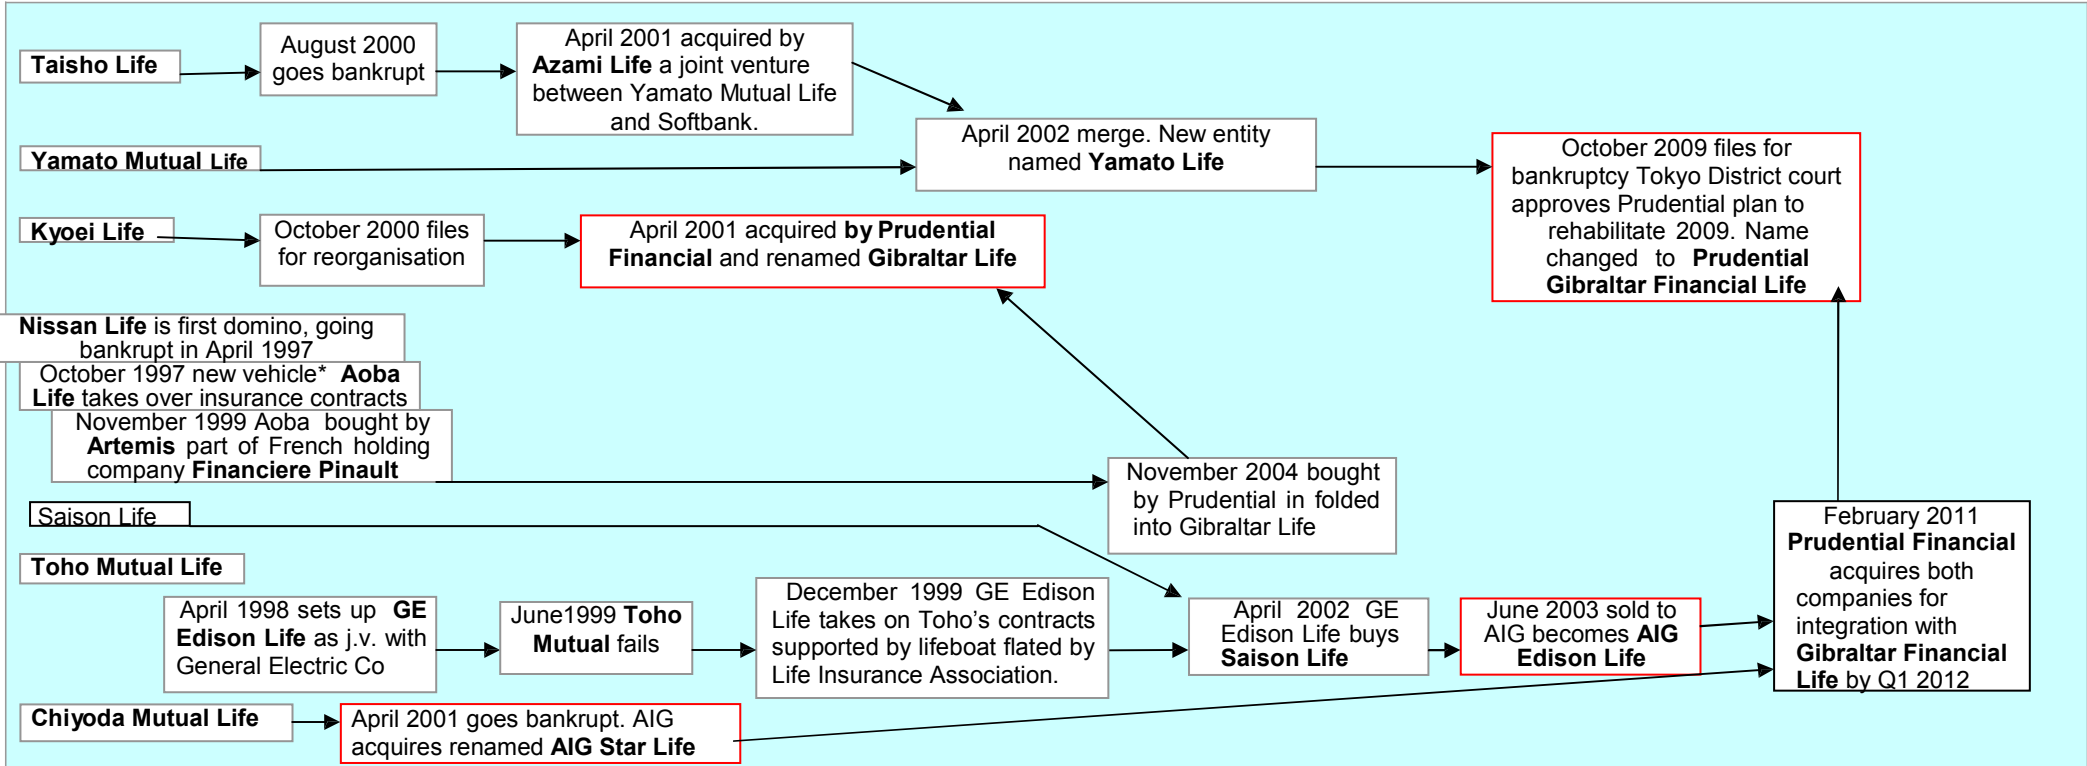 Taisho Life
August 2000
goes bankrupt
April 2001 acquired by
Azami Life a joint venture
between Yamato Mutual Life
and Softbank.
Yamato Mutual Life
April 2002 merge. New entity
named Yamato Life
October 2009 files for
bankruptcy Tokyo District court
approves Prudential plan to
rehabilitate 2009. Name
changed to Prudential
Gibraltar Financial Life
Kyoei Life
October 2000 files
for reorganisation
April 2001 acquired by Prudential
Financial and renamed Gibraltar Life
Nissan Life is first domino, going
bankrupt in April 1997
October 1997 new vehicle* Aoba
Life takes over insurance contracts
November 1999 Aoba bought by
Artemis part of French holding
company Financiere Pinault
November 2004 bought
by Prudential in folded
into Gibraltar Life
Saison Life
Toho Mutual Life
April 1998 sets up GE
Edison Life as j.v. with
General Electric Co
June1999 Toho
Mutual fails
December 1999 GE Edison
Life takes on Toho's contracts
supported by lifeboat flated by
Life Insurance Association.
April 2002 GE
Edison Life buys
Saison Life
June 2003 sold to
AIG becomes AIG
Edison Life
February 2011
Prudential Financial
acquires both
companies for
integration with
Gibraltar Financial
Life by Q1 2012
Chiyoda Mutual Life
April 2001 goes bankrupt. AIG
acquires renamed AIG Star Life